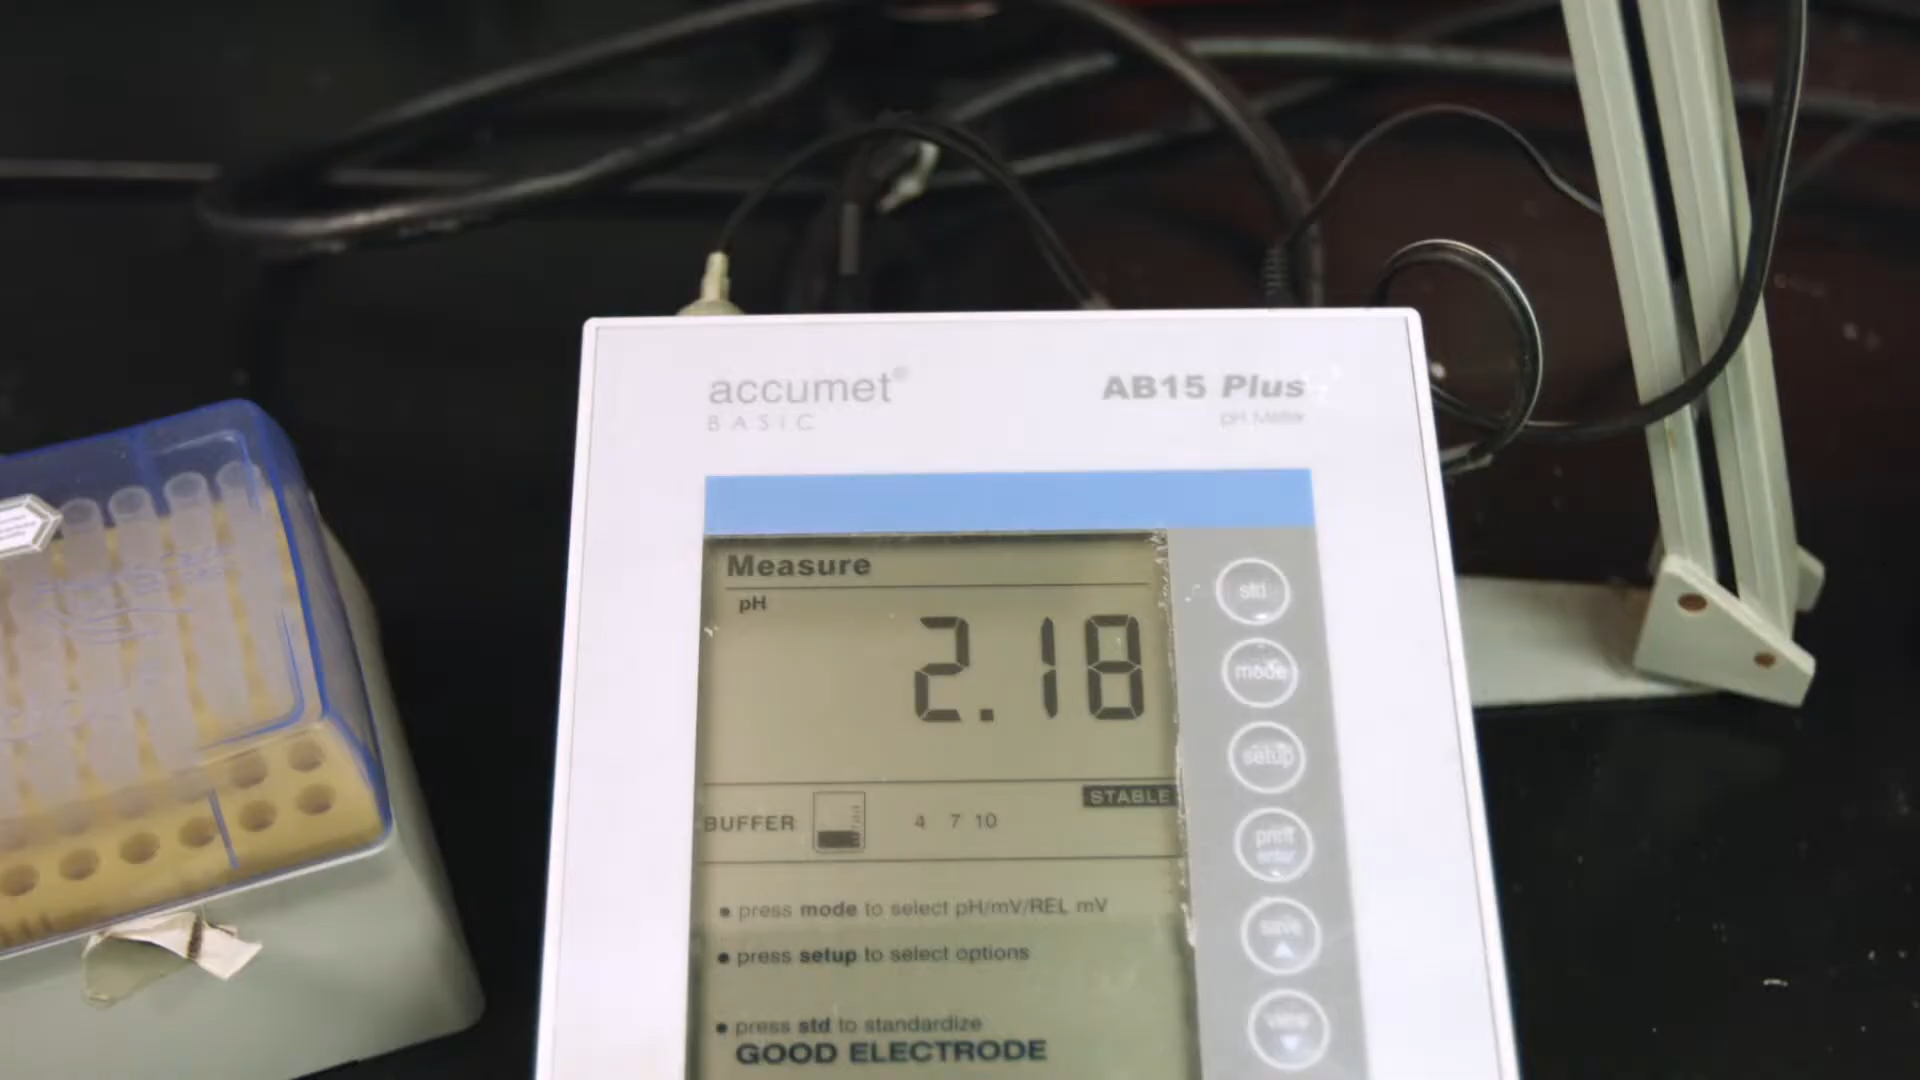 accumet®
BASIC
AB15 Plus
pH Meter
Measure
pH
2.18
STABLE
BUFFER 4 7 10
• press mode to select pH/mV/REL mV
• press setup to select options
• press std to standardize
GOOD ELECTRODE
std
mode
setup
print
enter
save
view